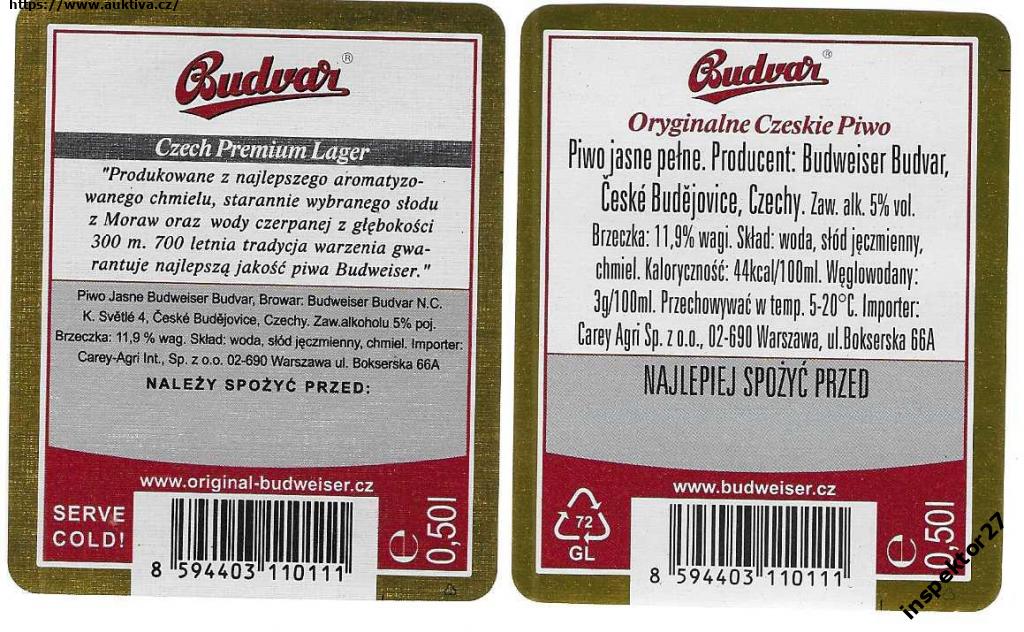 https://www.auktiva.cz/
Budvar®
Czech Premium Lager
"Produkowane z najlepszego aromatyzo-
wanego chmielu, starannie wybranego słodu
z Moraw oraz wody czerpanej z głębokości
300 m. 700 letnia tradycja warzenia gwa-
rantuje najlepszą jakość piwa Budweiser."
Piwo Jasne Budweiser Budvar, Browar: Budweiser Budvar N.C.
K. Světlé 4, České Budějovice, Czechy. Zaw.alkoholu 5% poj.
Brzeczka: 11,9 % wag. Skład: woda, słód jęczmienny, chmiel. Importer:
Carey-Agri Int., Sp. z o.o. 02-690 Warszawa ul. Bokserska 66A
NALEŻY SPOŻYĆ PRZED:
www.original-budweiser.cz
SERVE
COLD!
8 594403 110111
e 0,50l
Budvar®
Oryginalne Czeskie Piwo
Piwo jasne pełne. Producent: Budweiser Budvar,
České Budějovice, Czechy. Zaw. alk. 5% vol.
Brzeczka: 11,9% wagi. Skład: woda, słód jęczmienny,
chmiel. Kaloryczność: 44kcal/100ml. Węglowodany:
3g/100ml. Przechowywać w temp. 5-20°C. Importer:
Carey Agri Sp. z o.o., 02-690 Warszawa, ul.Bokserska 66A
NAJLEPIEJ SPOŻYĆ PRZED
www.budweiser.cz
72
GL
8 594403 110111
e 0,50l
inspektor27